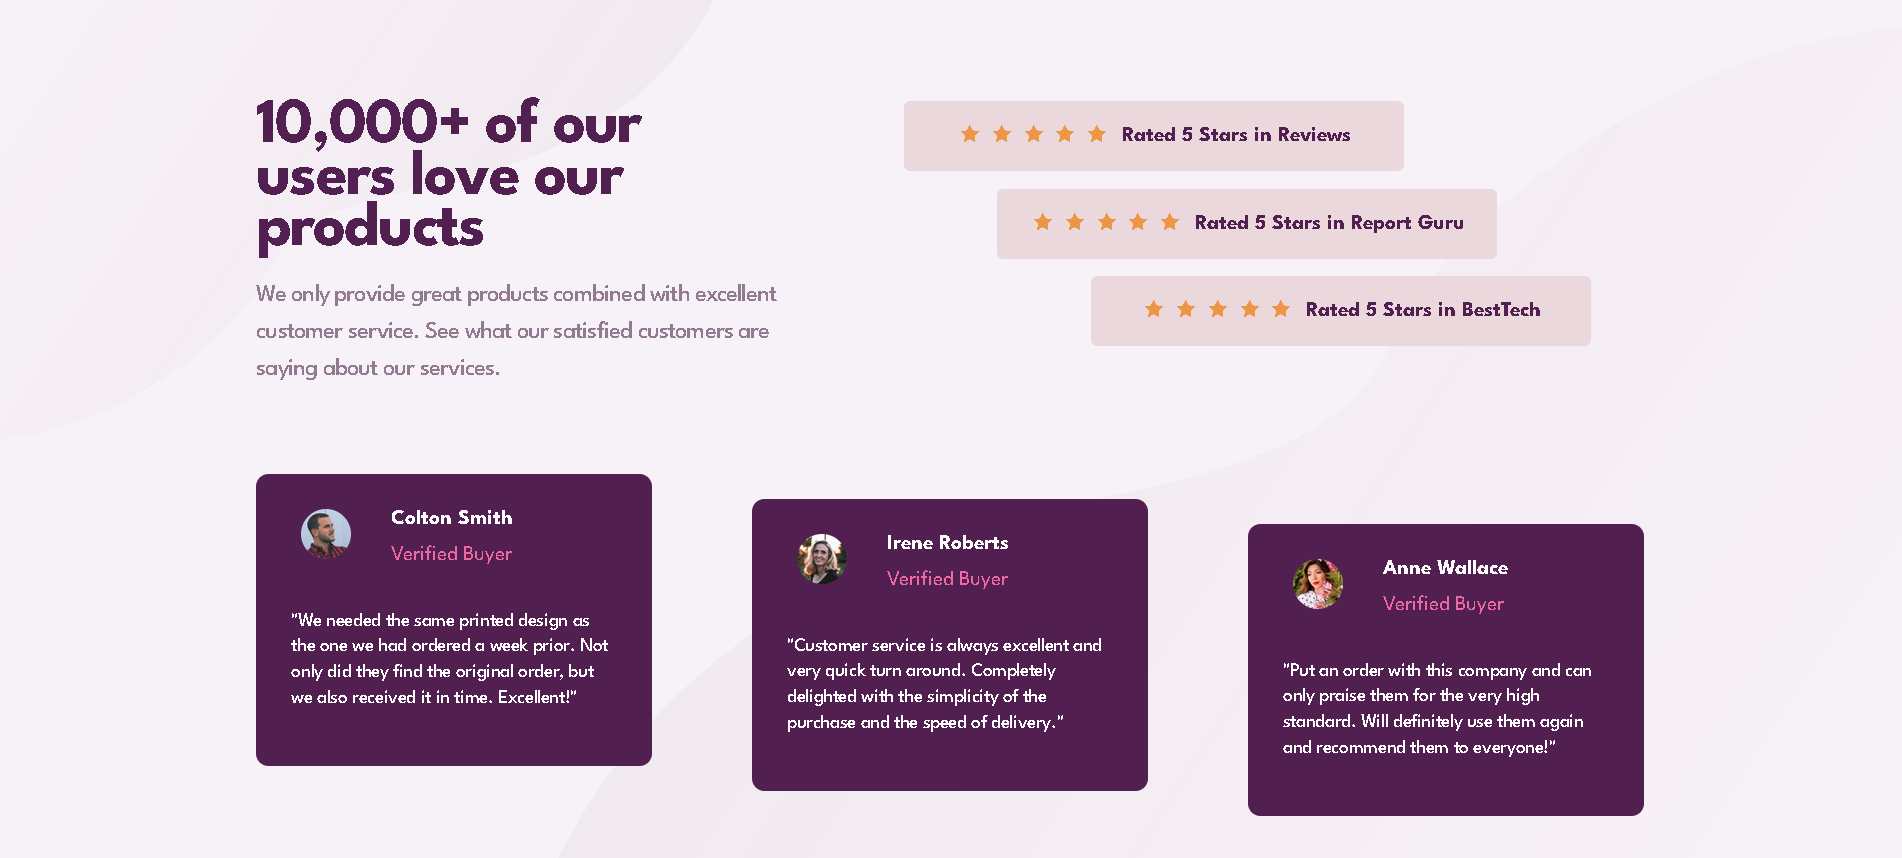 10,000+ of our
users love our
products
We only provide great products combined with excellent
customer service. See what our satisfied customers are
saying about our services.
Rated 5 Stars in Reviews
Rated 5 Stars in Report Guru
Rated 5 Stars in BestTech
Colton Smith
Verified Buyer
"We needed the same printed design as
the one we had ordered a week prior. Not
only did they find the original order, but
we also received it in time. Excellent!"
Irene Roberts
Verified Buyer
"Customer service is always excellent and
very quick turn around. Completely
delighted with the simplicity of the
purchase and the speed of delivery."
Anne Wallace
Verified Buyer
"Put an order with this company and can
only praise them for the very high
standard. Will definitely use them again
and recommend them to everyone!"